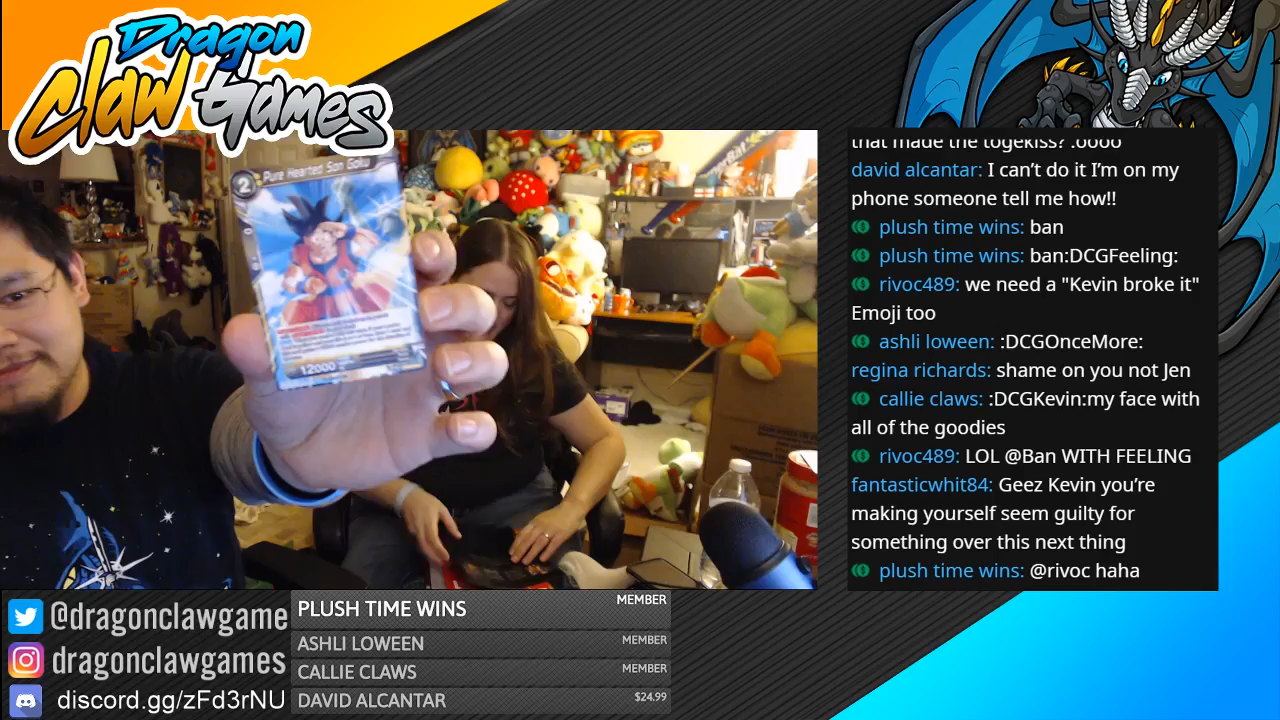 Dragon
Claw Games
Pure Hearted Son Goku
2
12000
that made the togekiss? .oooo
david alcantar: I can't do it I'm on my
phone someone tell me how!!
plush time wins: ban
plush time wins: ban:DCGFeeling:
rivoc489: we need a "Kevin broke it"
Emoji too
ashli loween: :DCGOnceMore:
regina richards: shame on you not Jen
callie claws: :DCGKevin:my face with
all of the goodies
rivoc489: LOL @Ban WITH FEELING
fantasticwhit84: Geez Kevin you're
making yourself seem guilty for
something over this next thing
plush time wins: @rivoc haha
@dragonclawgame
dragonclawgames
discord.gg/zFd3rNU
PLUSH TIME WINS MEMBER
ASHLI LOWEEN MEMBER
CALLIE CLAWS MEMBER
DAVID ALCANTAR $24.99